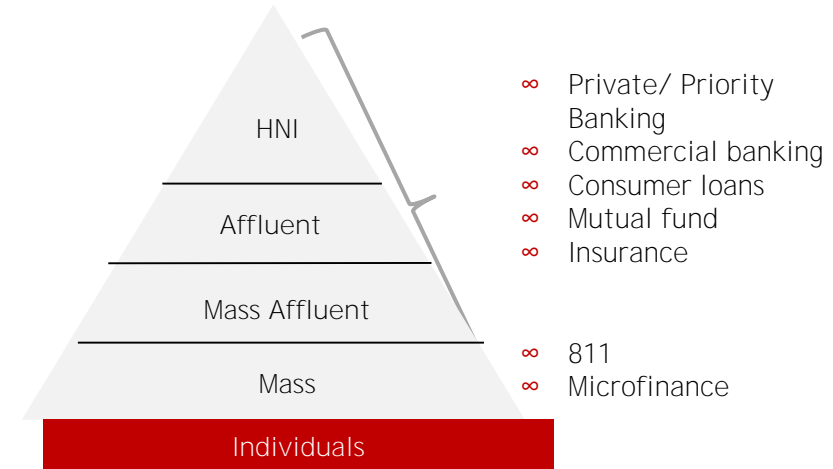 HNI
Affluent
Mass Affluent
Mass
Individuals
∞ Private/ Priority
Banking
∞ Commercial banking
∞ Consumer loans
∞ Mutual fund
∞ Insurance
∞ 811
∞ Microfinance